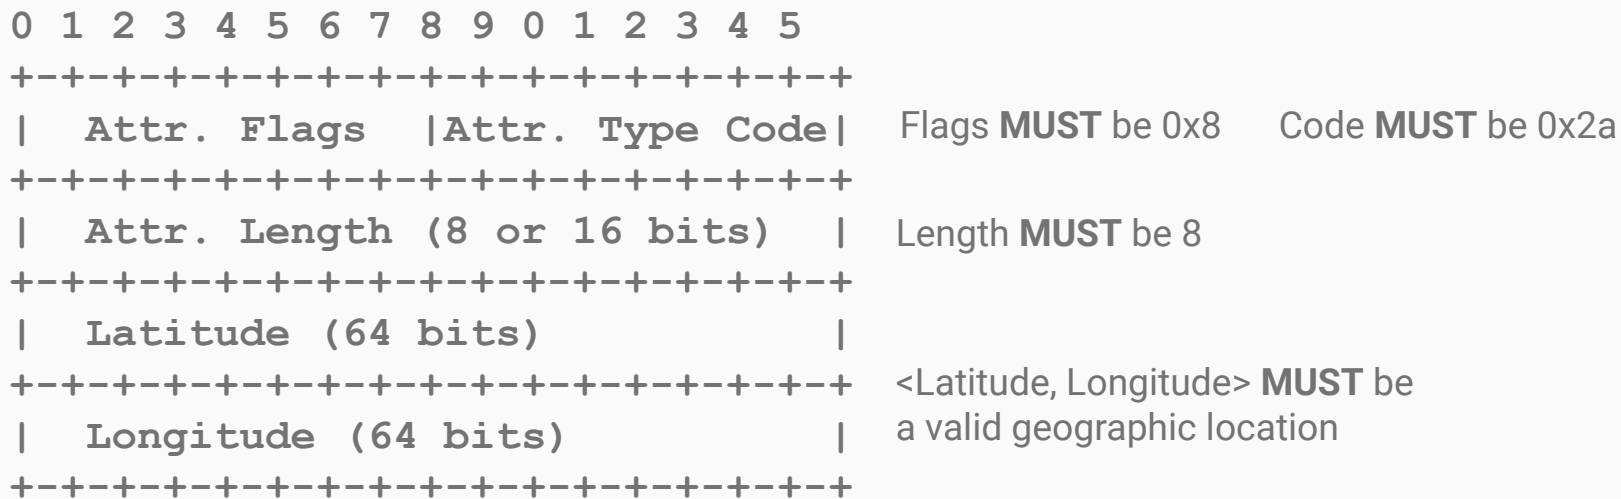 0 1 2 3 4 5 6 7 8 9 0 1 2 3 4 5
+-+-+-+-+-+-+-+-+-+-+-+-+-+-+-+-+
|  Attr. Flags  |Attr. Type Code| Flags MUST be 0x8 Code MUST be 0x2a
+-+-+-+-+-+-+-+-+-+-+-+-+-+-+-+-+
|  Attr. Length (8 or 16 bits)  | Length MUST be 8
+-+-+-+-+-+-+-+-+-+-+-+-+-+-+-+-+
|  Latitude (64 bits)           |
+-+-+-+-+-+-+-+-+-+-+-+-+-+-+-+-+ <Latitude, Longitude> MUST be
|  Longitude (64 bits)          | a valid geographic location
+-+-+-+-+-+-+-+-+-+-+-+-+-+-+-+-+